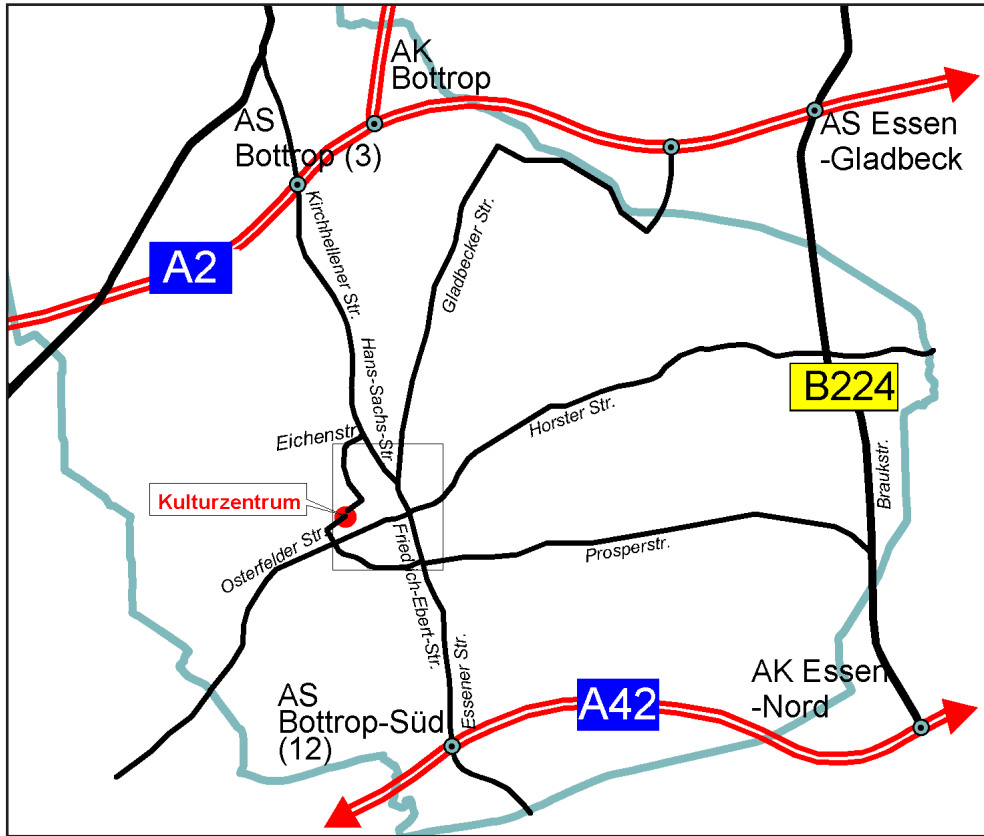 AK
Bottrop
AS
Bottrop (3)
AS Essen
-Gladbeck
Kirchhellener Str.
Gladbecker Str.
A2
Hans-Sachs-Str
B224
Horster Str.
Eichenstr.
Braukstr.
Kulturzentrum
Osterfelder Str.
Friedrich-Ebert-Str.
Prosperstr.
Essener Str.
AK Essen
-Nord
AS
Bottrop-Süd
(12)
A42